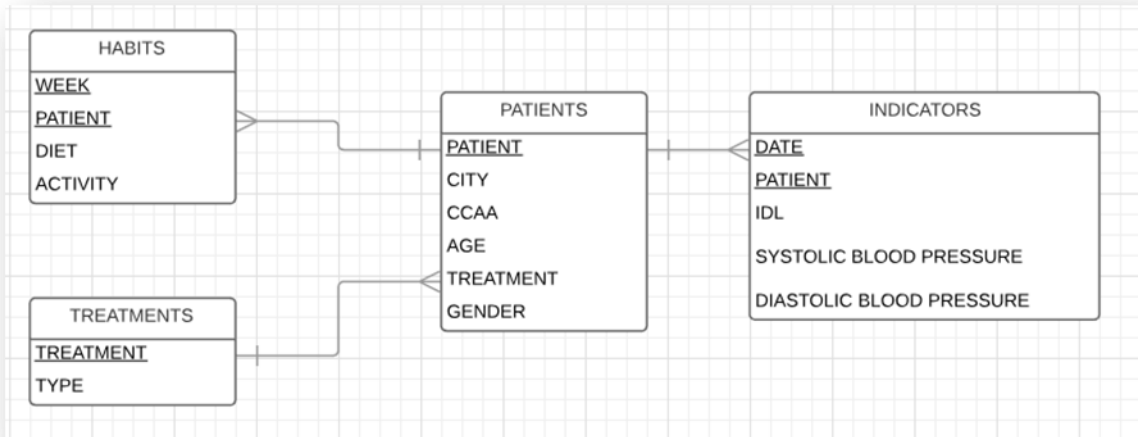 HABITS
WEEK
PATIENT
DIET
ACTIVITY
TREATMENTS
TREATMENT
TYPE
PATIENTS
PATIENT
CITY
CCAA
AGE
TREATMENT
GENDER
INDICATORS
DATE
PATIENT
IDL
SYSTOLIC BLOOD PRESSURE
DIASTOLIC BLOOD PRESSURE